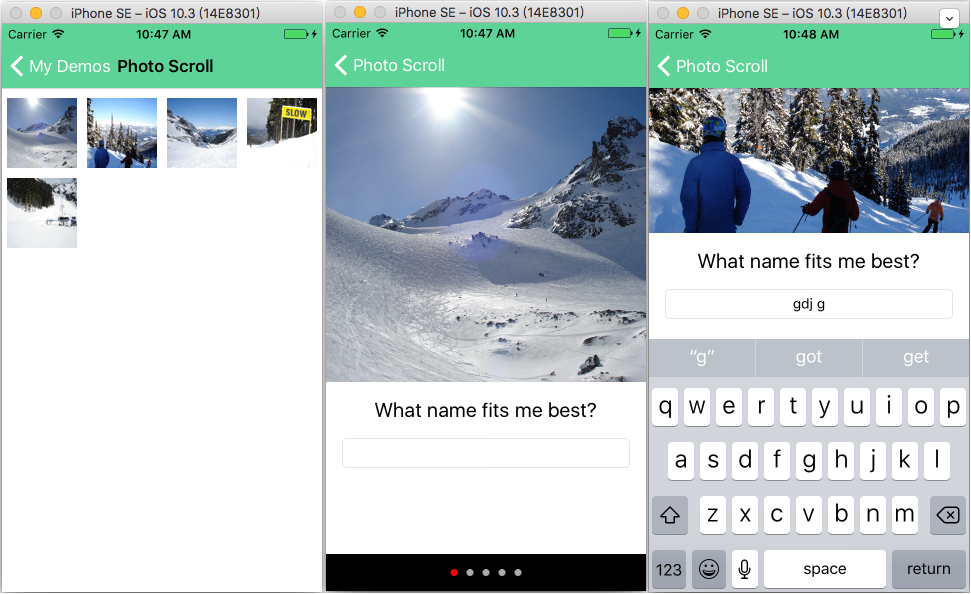 iPhone SE – iOS 10.3 (14E8301)
Carrier 10:47 AM
My Demos Photo Scroll
SLOW
iPhone SE – iOS 10.3 (14E8301)
Carrier 10:47 AM
Photo Scroll
What name fits me best?
iPhone SE – iOS 10.3 (14E8301)
Carrier 10:48 AM
Photo Scroll
What name fits me best?
gdj g
“g” got get
q w e r t y u i o p
a s d f g h j k l
z x c v b n m
123 space return